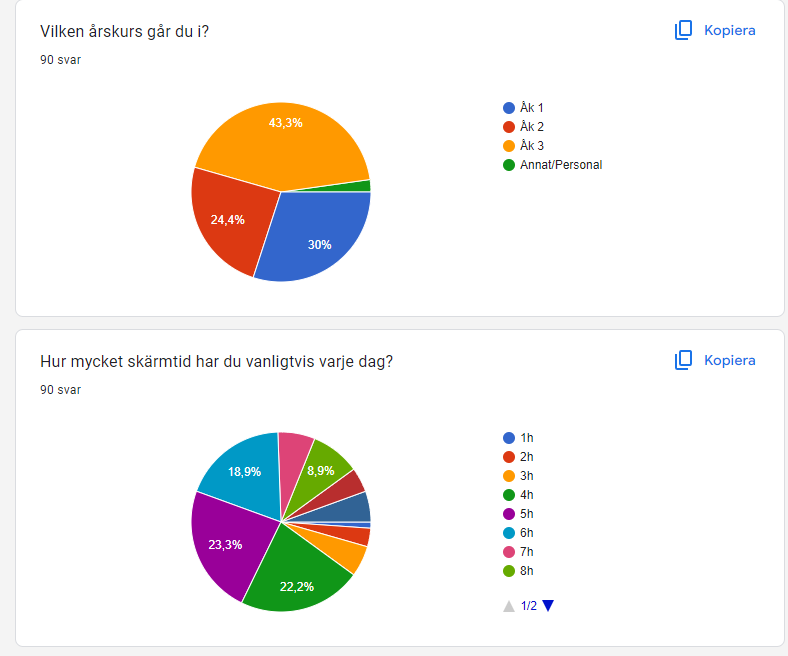 Vilken årskurs går du i?
Kopiera
90 svar
43,3%
24,4%
30%
Åk 1
Åk 2
Åk 3
Annat/Personal
Hur mycket skärmtid har du vanligtvis varje dag?
Kopiera
90 svar
18,9%
8,9%
23,3%
22,2%
1h
2h
3h
4h
5h
6h
7h
8h
1/2